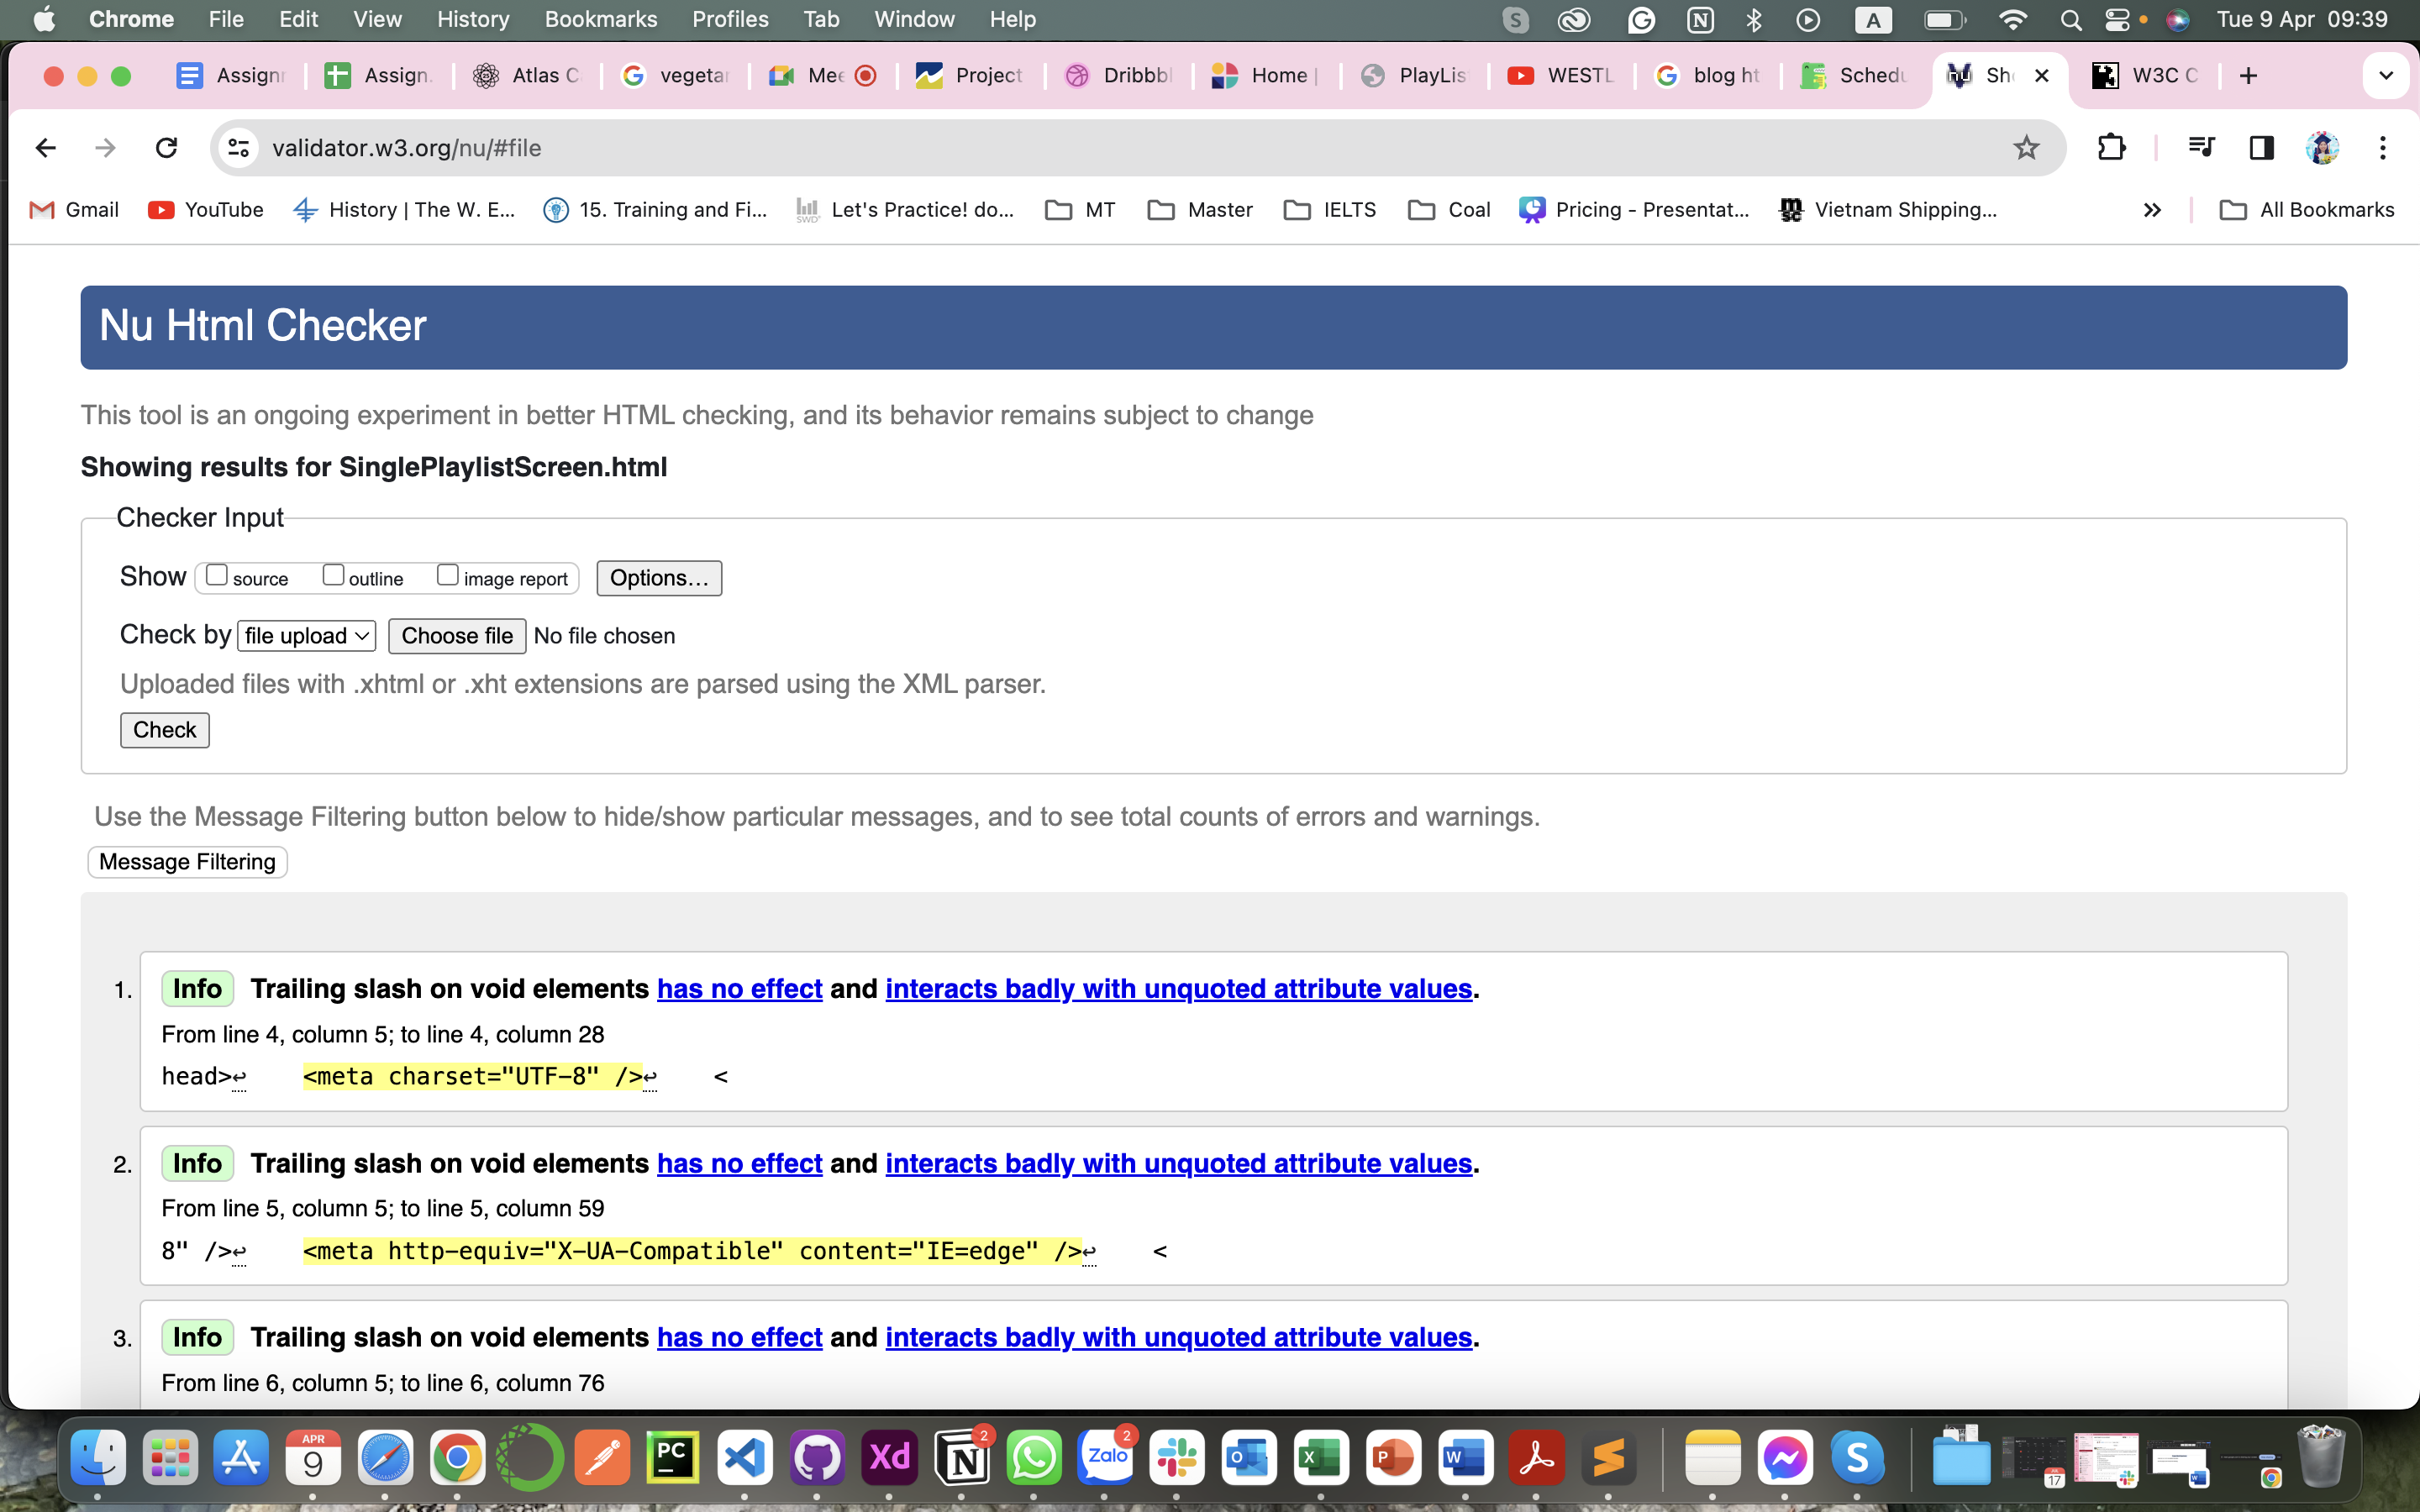 Chrome File Edit View History Bookmarks Profiles Tab Window Help Tue 9 Apr 09:39
Assign Assign. Atlas C vegetar Mee Project Dribbbl Home | PlayLis WESTL blog ht Schedu Sh W3C C
validator.w3.org/nu/#file
Gmail YouTube History | The W. E... 15. Training and Fi... Let's Practice! do... MT Master IELTS Coal Pricing - Presentat... Vietnam Shipping... » All Bookmarks
Nu Html Checker
This tool is an ongoing experiment in better HTML checking, and its behavior remains subject to change
Showing results for SinglePlaylistScreen.html
Checker Input
Show source outline image report Options...
Check by file upload Choose file No file chosen
Uploaded files with .xhtml or .xht extensions are parsed using the XML parser.
Check
Use the Message Filtering button below to hide/show particular messages, and to see total counts of errors and warnings.
Message Filtering
1. Info Trailing slash on void elements has no effect and interacts badly with unquoted attribute values.
From line 4, column 5; to line 4, column 28
head>↩ <meta charset="UTF-8" />↩ <
2. Info Trailing slash on void elements has no effect and interacts badly with unquoted attribute values.
From line 5, column 5; to line 5, column 59
8" />↩ <meta http-equiv="X-UA-Compatible" content="IE=edge" />↩ <
3. Info Trailing slash on void elements has no effect and interacts badly with unquoted attribute values.
From line 6, column 5; to line 6, column 76
APR 9 PC Xd 2 Zalo 2 17